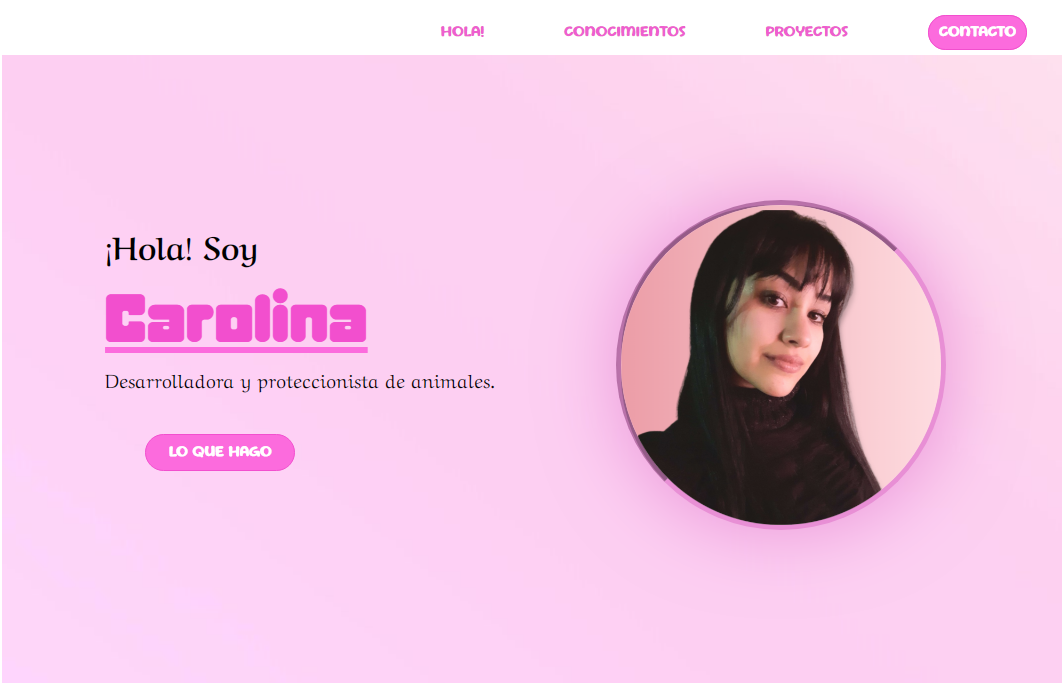 HOLA!
CONOCIMIENTOS
PROYECTOS
CONTACTO
¡Hola! Soy
Carolina
Desarrolladora y proteccionista de animales.
LO QUE HAGO